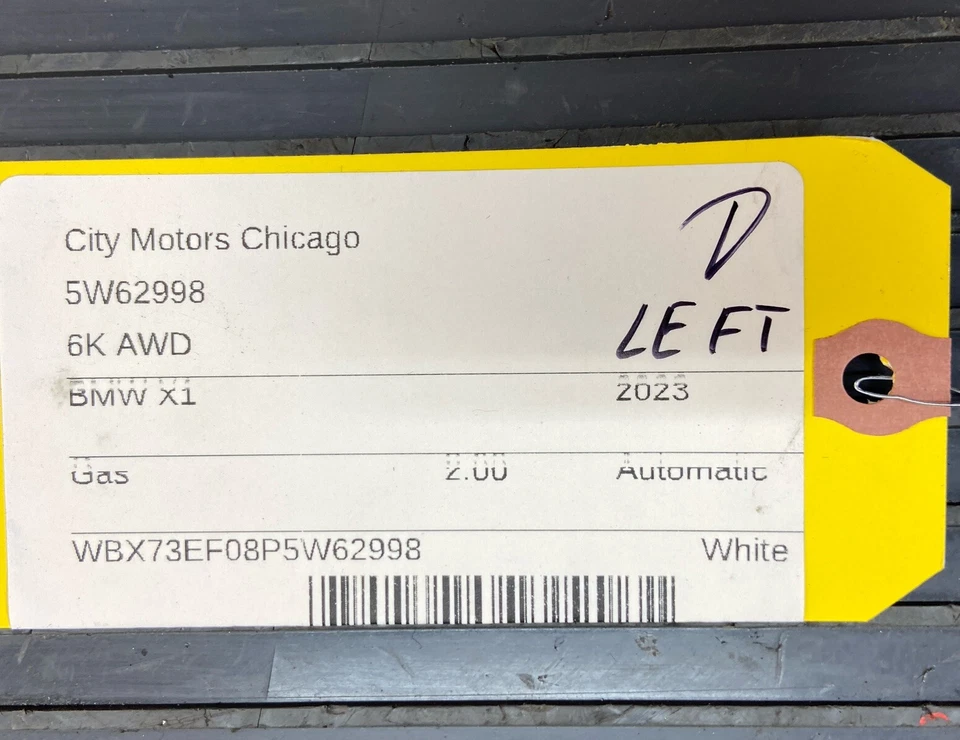 City Motors Chicago
D
5W62998
LEFT
6K AWD
BMW X1 2023
Gas 2.00 Automatic
WBX73EF08P5W62998 White